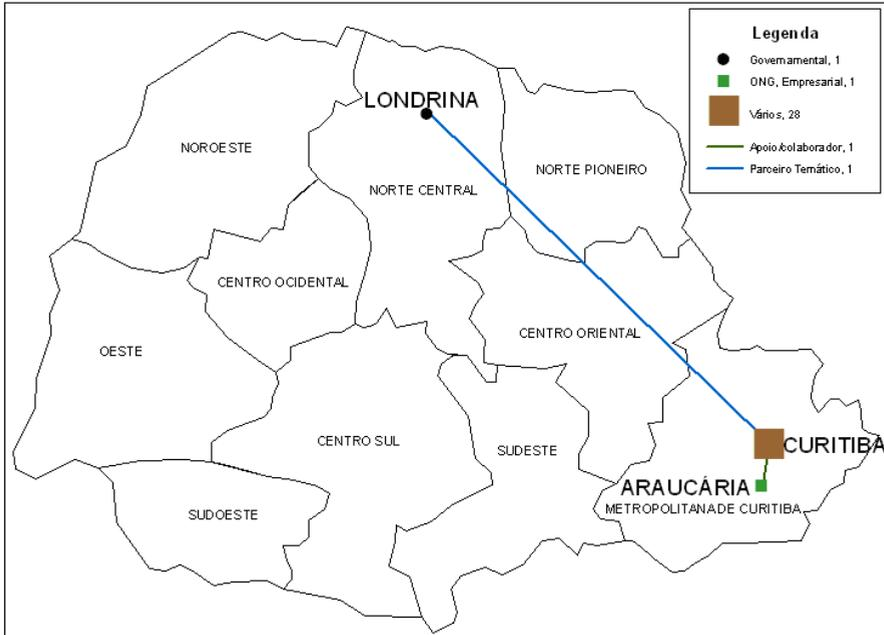 Legenda
Governamental, 1
ONG, Empresarial, 1
Vários, 28
Apoio/colaborador, 1
Parceiro Temático, 1
LONDRINA
NOROESTE
NORTE PIONEIRO
NORTE CENTRAL
CENTRO OCIDENTAL
CENTRO ORIENTAL
OESTE
CENTRO SUL
SUDESTE
CURITIBA
ARAUCÁRIA
METROPOLITANA DE CURITIBA
SUDOESTE